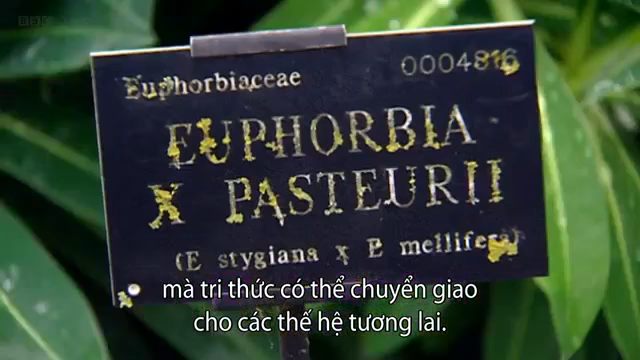 BBC
Euphorbiaceae
0004816
EUPHORBIA
X PASTEURII
(E stygiana x E mellifera)
mà tri thức có thể chuyển giao
cho các thế hệ tương lai.